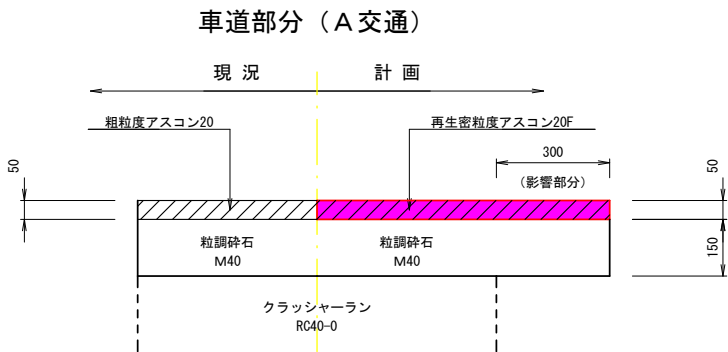 車道部分（A交通）
現 況
計 画
粗粒度アスコン20
再生密粒度アスコン20F
300
(影響部分)
50
50
粒調砕石
M40
粒調砕石
M40
150
クラッシャーラン
RC40-0